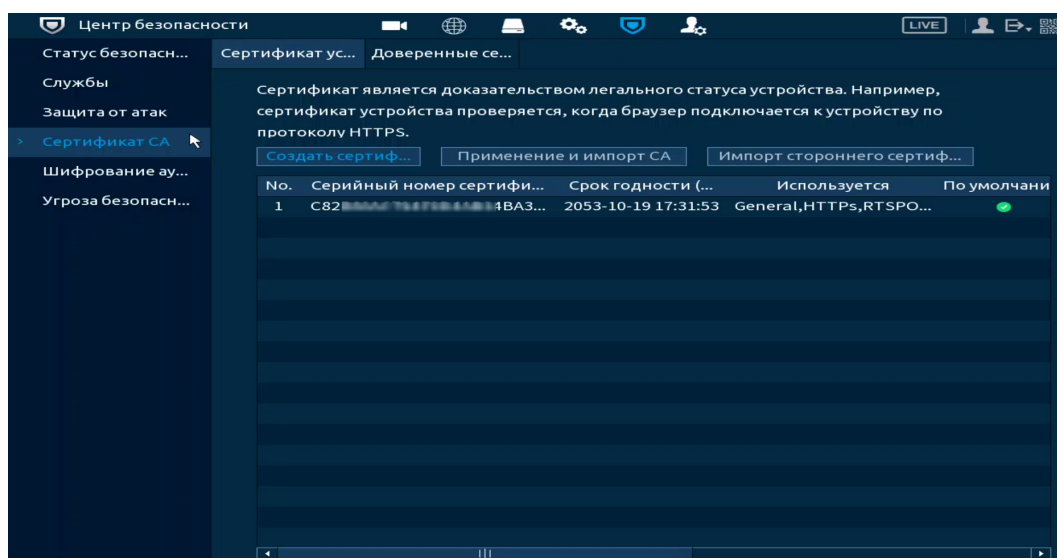 Центр безопасности LIVE
Статус безопасн...
Службы
Защита от атак
> Сертификат CA
Шифрование ау...
Угроза безопасн...
Сертификат ус... Доверенные се...
Сертификат является доказательством легального статуса устройства. Например,
сертификат устройства проверяется, когда браузер подключается к устройству по
протоколу HTTPS.
Создать сертиф... Применение и импорт CA Импорт стороннего сертиф...
No. Серийный номер сертифи... Срок годности (... Используется По умолчани
1 C82 4BA3... 2053-10-19 17:31:53 General,HTTPs,RTSPO...